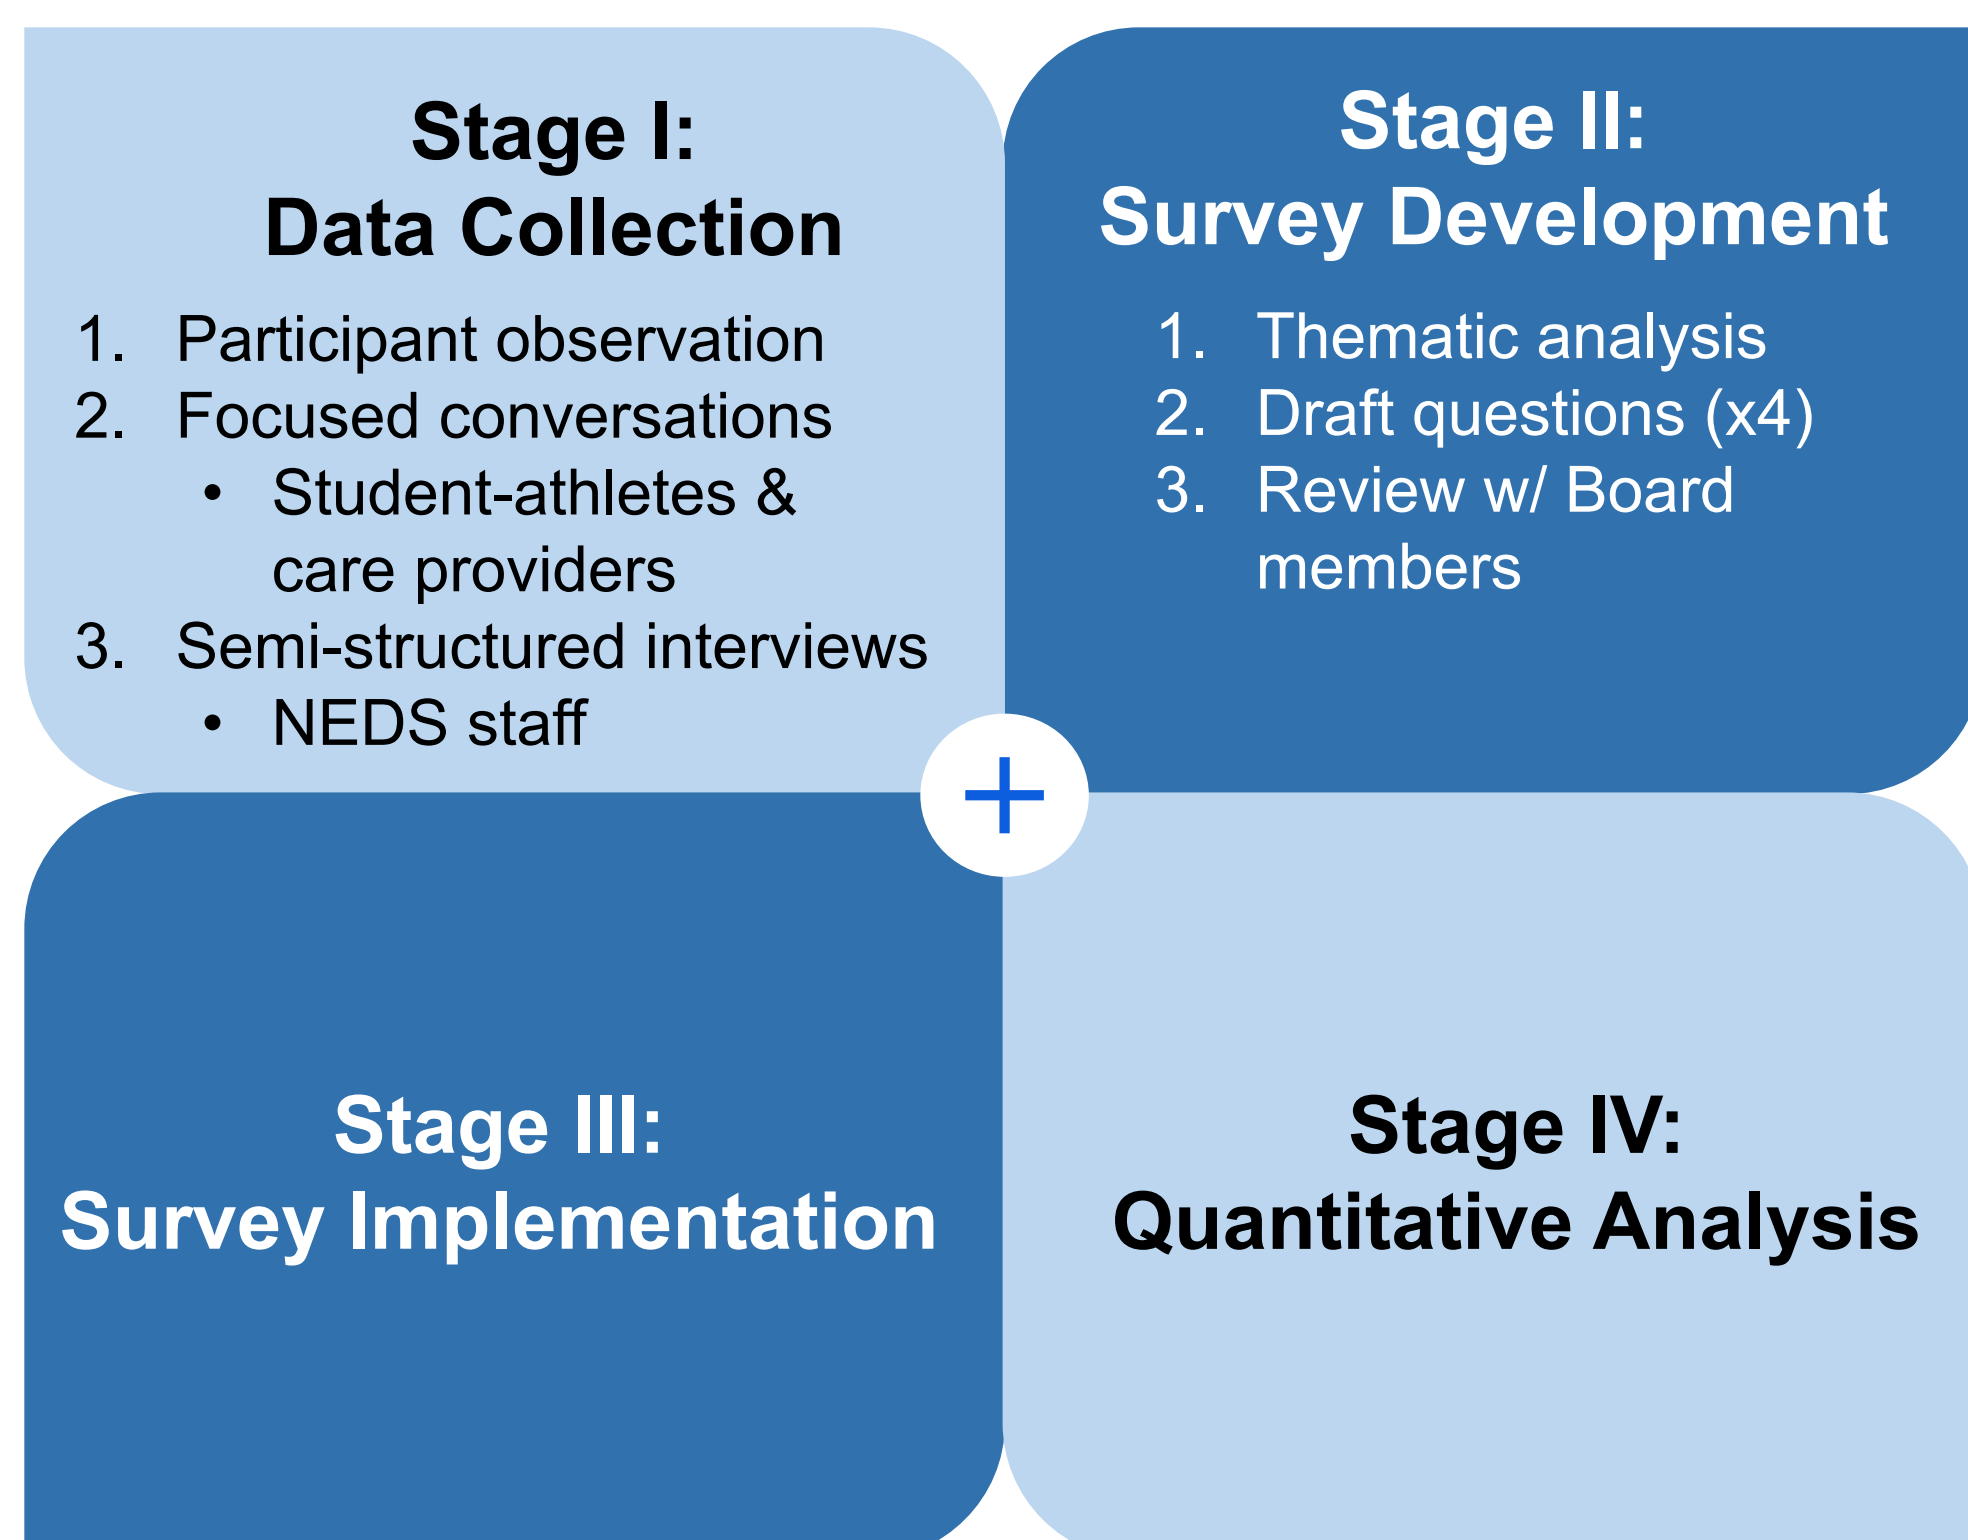 Stage I:
Data Collection
1. Participant observation
2. Focused conversations
• Student-athletes &
care providers
3. Semi-structured interviews
• NEDS staff
Stage II:
Survey Development
1. Thematic analysis
2. Draft questions (x4)
3. Review w/ Board
members
Stage III:
Survey Implementation
Stage IV:
Quantitative Analysis